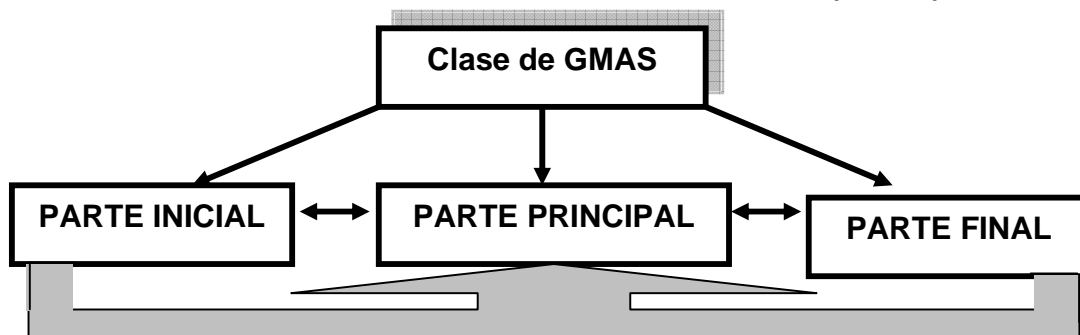 Clase de GMAS
PARTE INICIAL
PARTE PRINCIPAL
PARTE FINAL